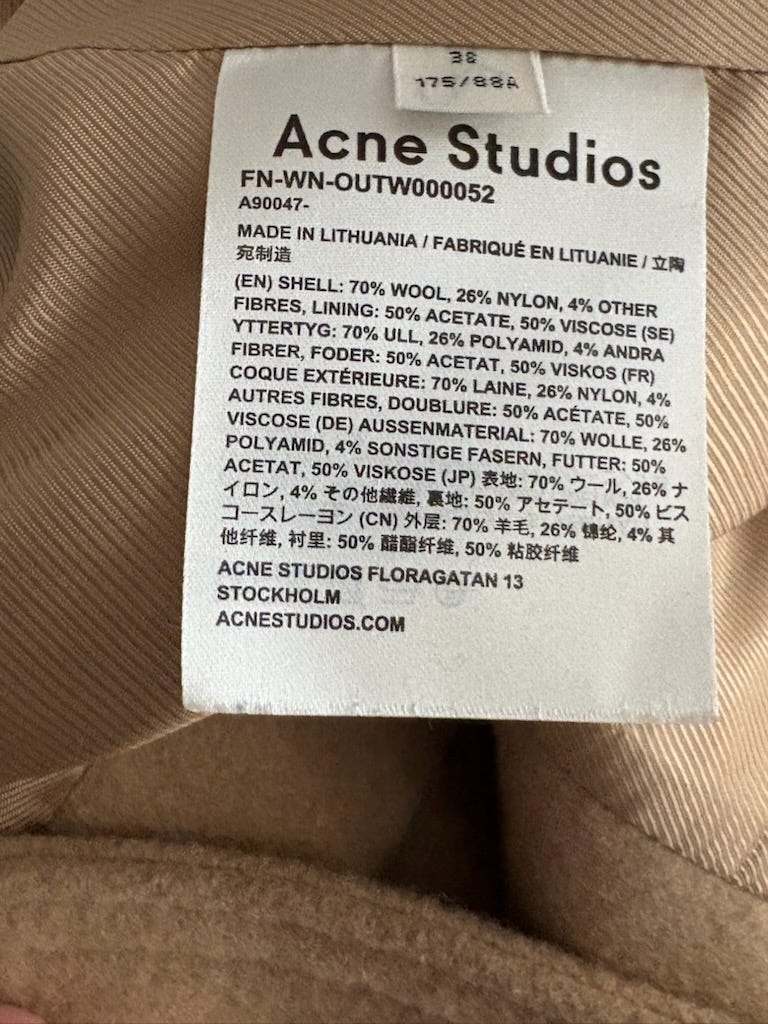 38
175/88A
Acne Studios
FN-WN-OUTW000052
A90047-
MADE IN LITHUANIA / FABRIQUÉ EN LITUANIE / 立陶
宛制造
(EN) SHELL: 70% WOOL, 26% NYLON, 4% OTHER
FIBRES, LINING: 50% ACETATE, 50% VISCOSE (SE)
YTTERTYG: 70% ULL, 26% POLYAMID, 4% ANDRA
FIBRER, FODER: 50% ACETAT, 50% VISKOS (FR)
COQUE EXTÉRIEURE: 70% LAINE, 26% NYLON, 4%
AUTRES FIBRES, DOUBLURE: 50% ACÉTATE, 50%
VISCOSE (DE) AUSSENMATERIAL: 70% WOLLE, 26%
POLYAMID, 4% SONSTIGE FASERN, FUTTER: 50%
ACETAT, 50% VISKOSE (JP) 表地: 70% ウール, 26% ナ
イロン, 4% その他繊維, 裏地: 50% アセテート, 50% ビス
コースレーヨン (CN) 外层: 70% 羊毛, 26% 锦纶, 4% 其
他纤维, 衬里: 50% 醋酯纤维, 50% 粘胶纤维
ACNE STUDIOS FLORAGATAN 13
STOCKHOLM
ACNESTUDIOS.COM